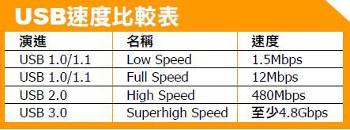 USB速度比較表
演進 名稱 速度
USB 1.0/1.1 Low Speed 1.5Mbps
USB 1.0/1.1 Full Speed 12Mbps
USB 2.0 High Speed 480Mbps
USB 3.0 Superhigh Speed 至少4.8Gbps